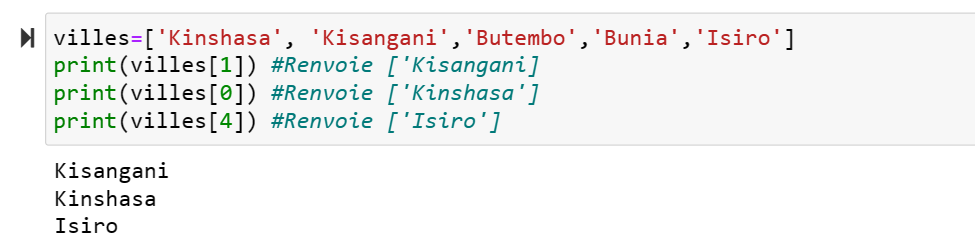 villes=['Kinshasa', 'Kisangani','Butembo','Bunia','Isiro']
print(villes[1]) #Renvoie ['Kisangani]
print(villes[0]) #Renvoie ['Kinshasa']
print(villes[4]) #Renvoie ['Isiro']
Kisangani
Kinshasa
Isiro